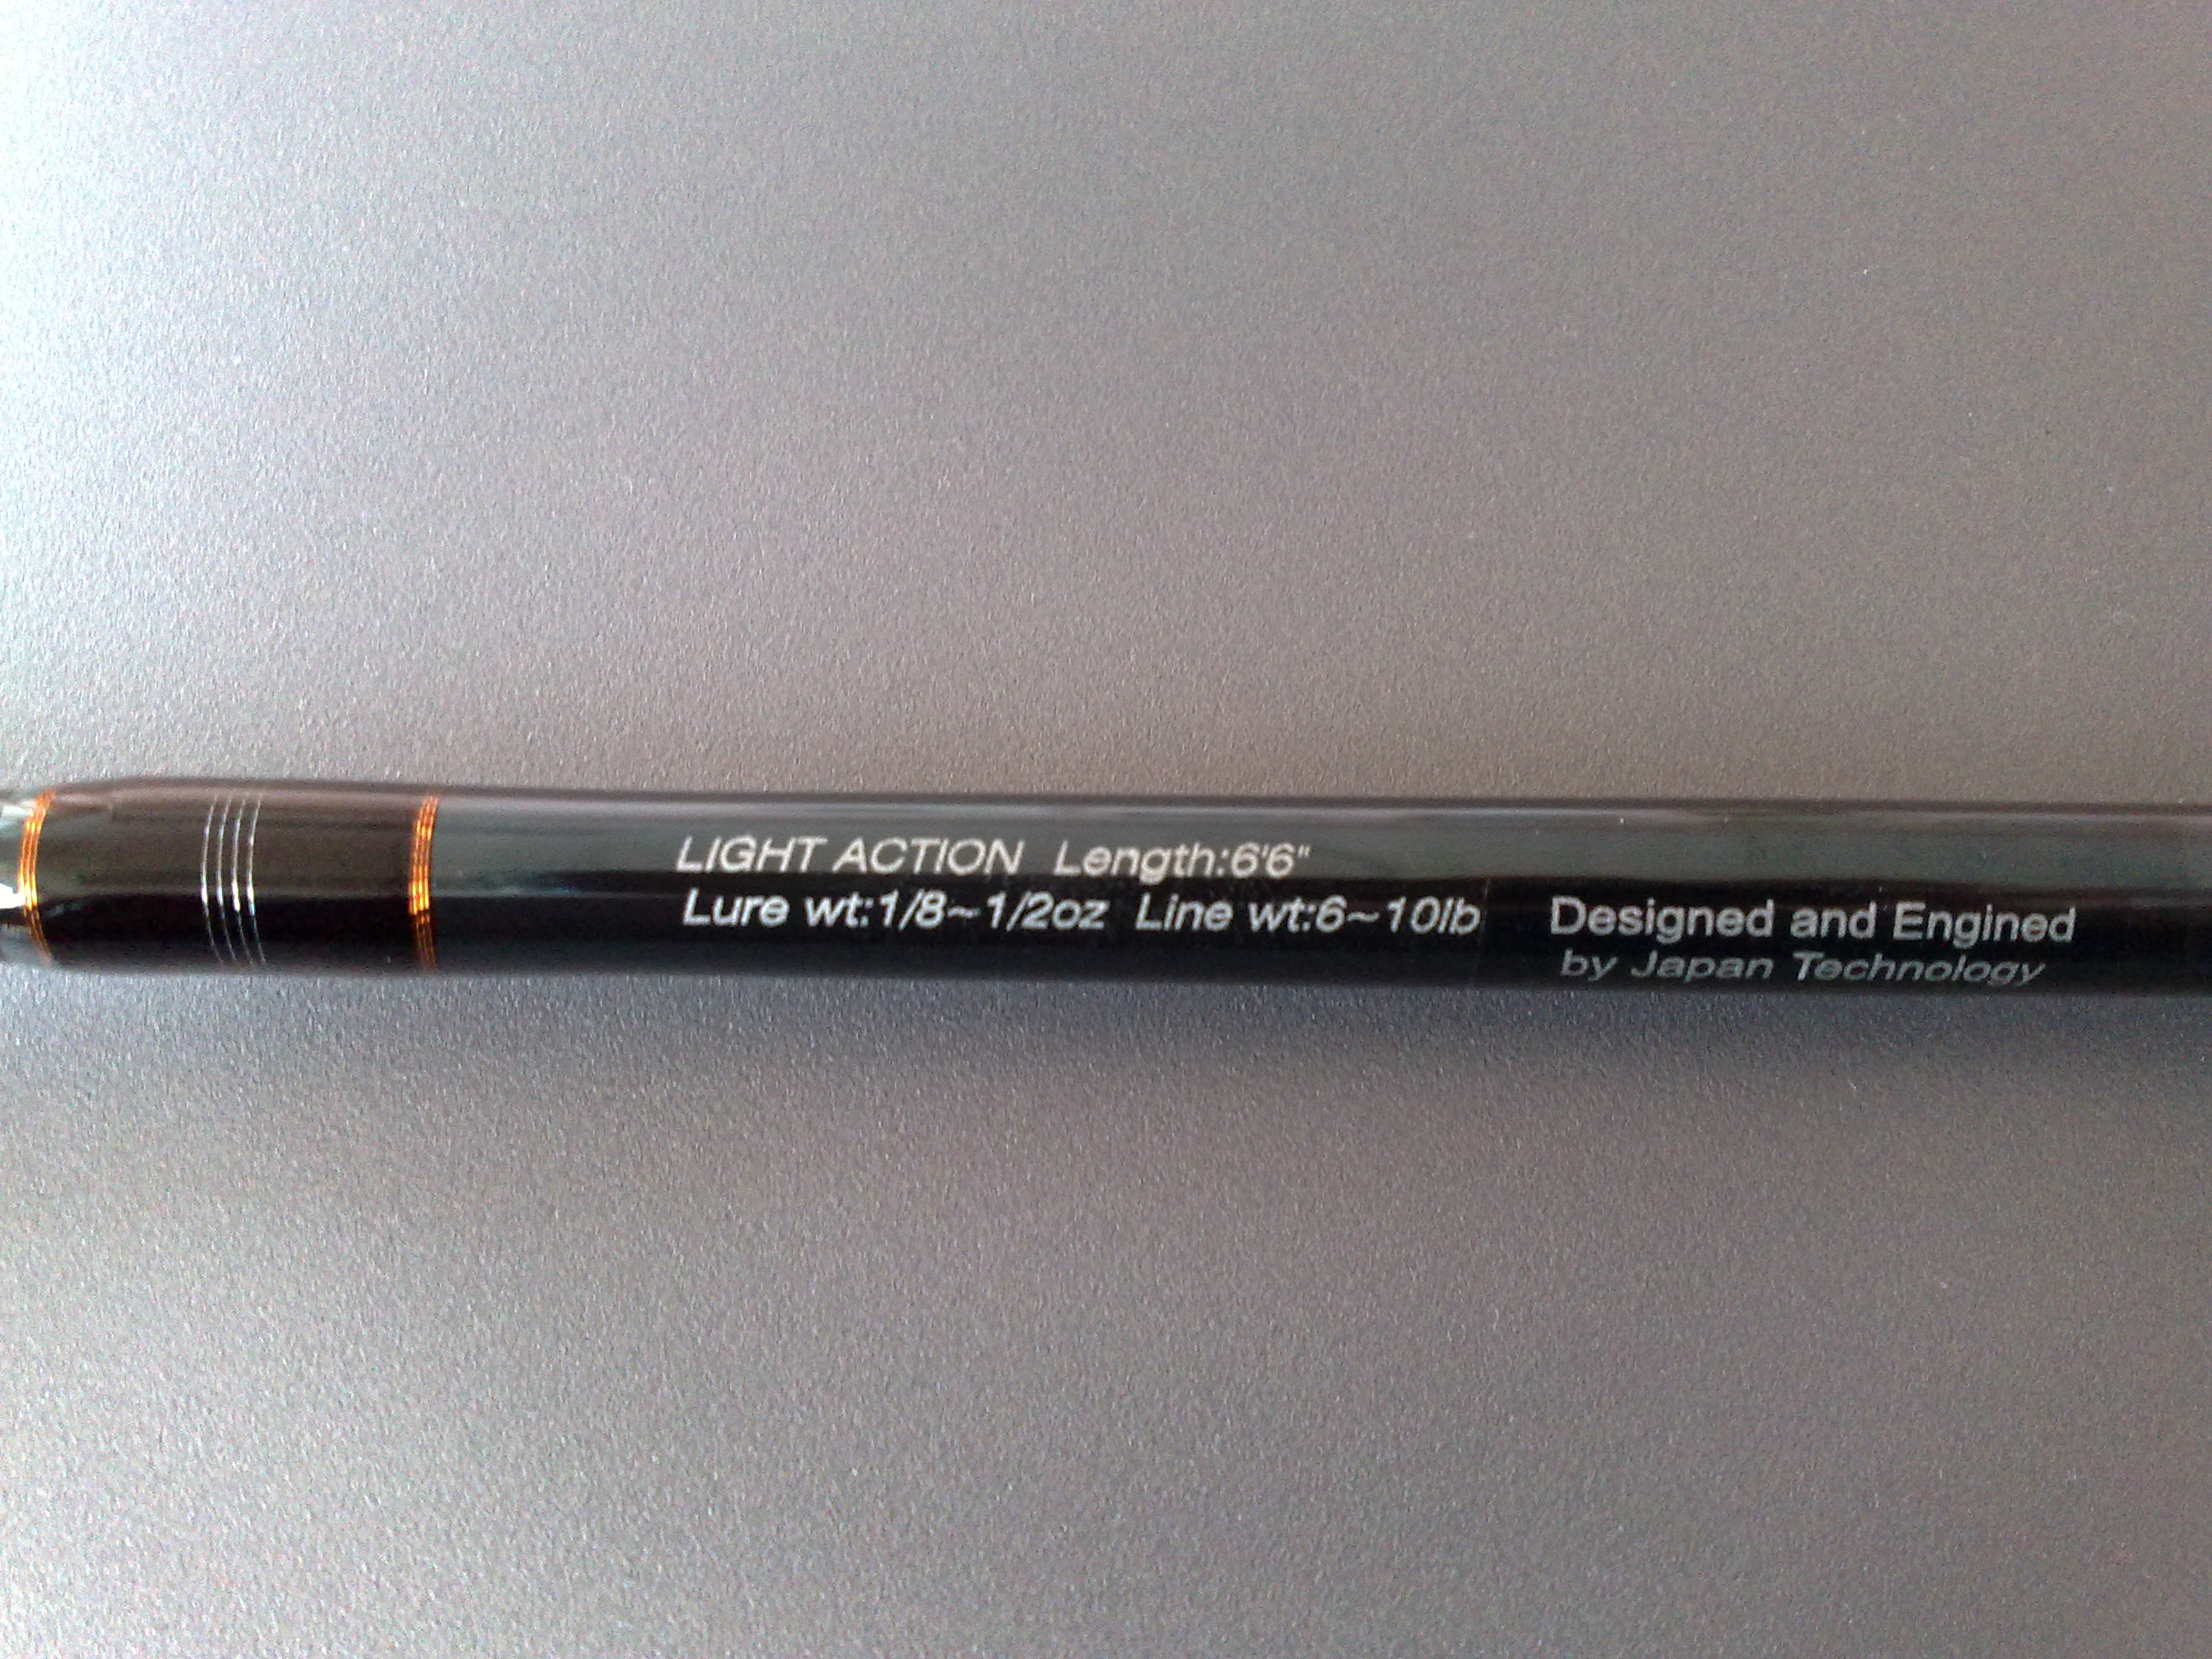 LIGHT ACTION Length:6'6"
Lure wt:1/8~1/2oz Line wt:6~10lb
Designed and Engined
by Japan Technology